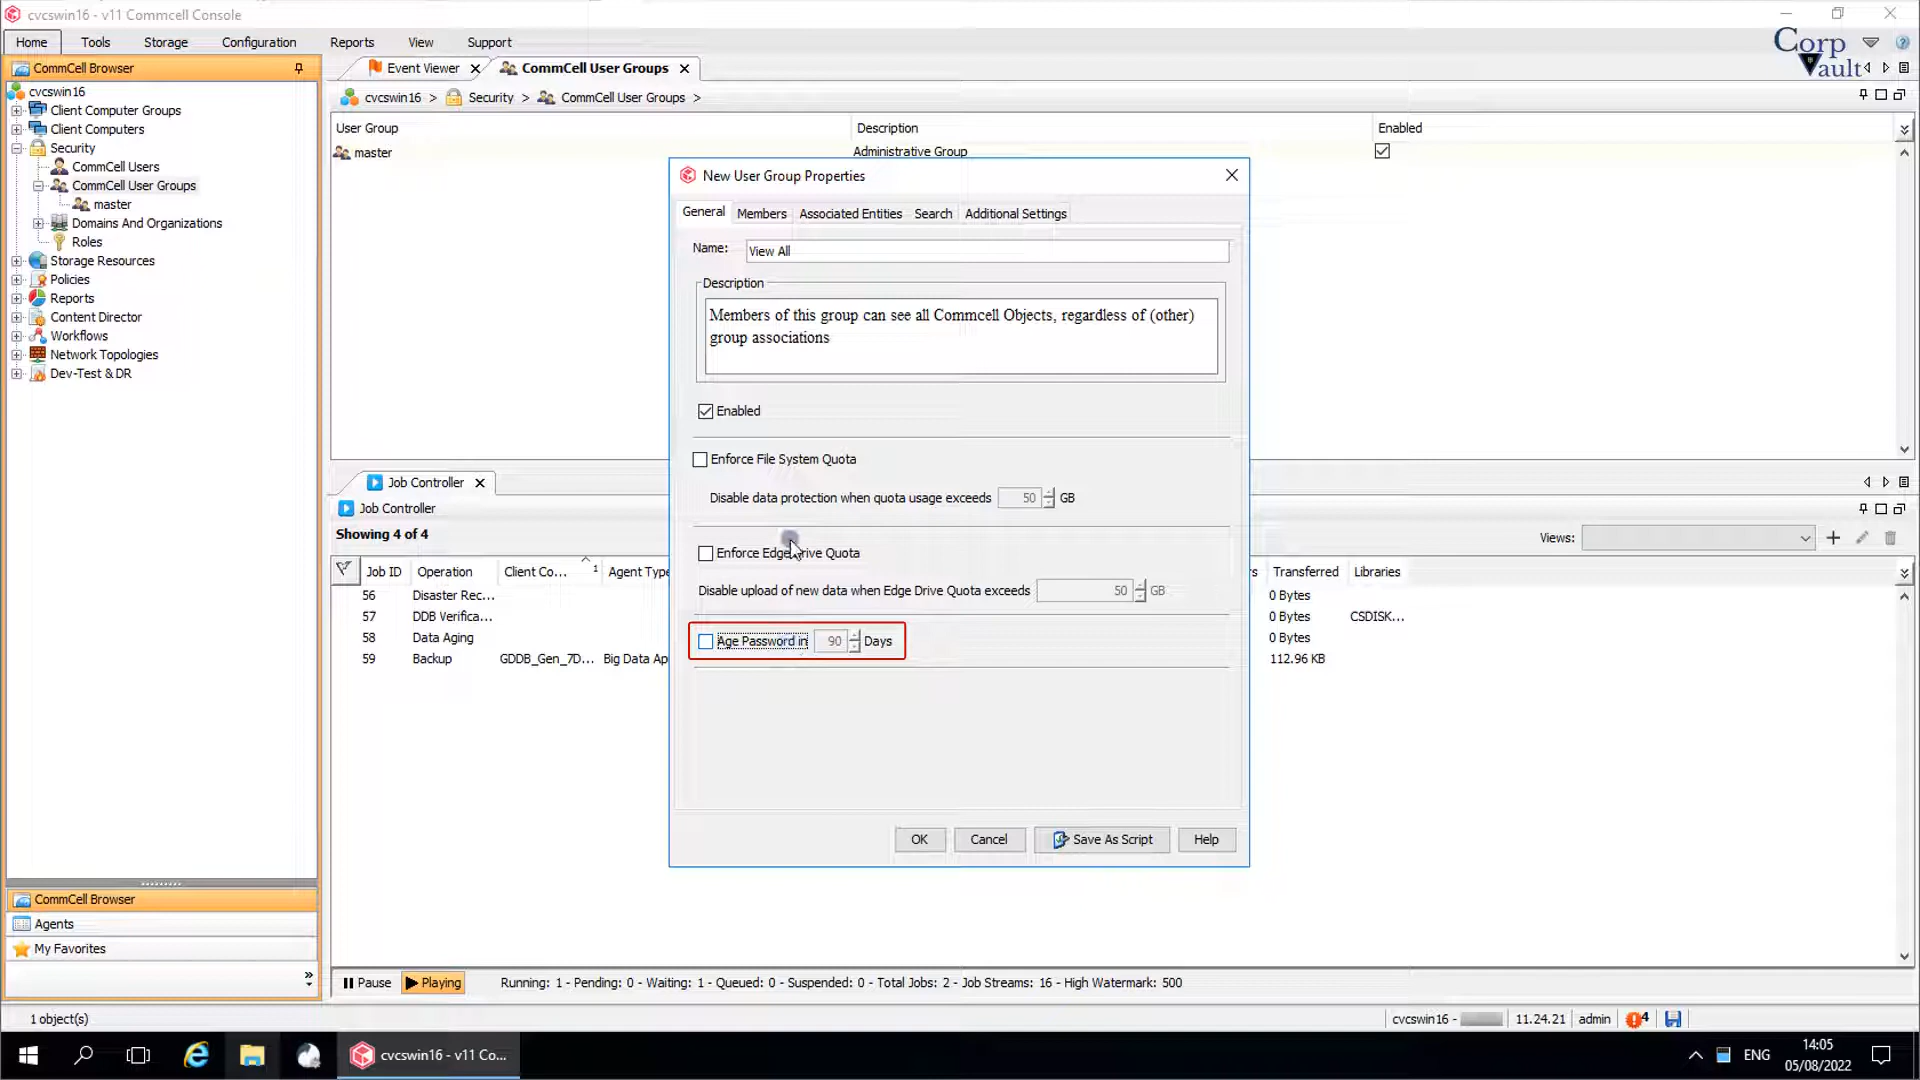 cvcswin16 - v11 Commcell Console
Home Tools Storage Configuration Reports View Support
Corp Vault
CommCell Browser
cvcswin16
Client Computer Groups
Client Computers
Security
CommCell Users
CommCell User Groups
master
Domains And Organizations
Roles
Storage Resources
Policies
Reports
Content Director
Workflows
Network Topologies
Dev-Test & DR
CommCell Browser
Agents
My Favorites
Event Viewer CommCell User Groups
cvcswin16 > Security > CommCell User Groups >
User Group Description Enabled
master Administrative Group
New User Group Properties
General Members Associated Entities Search Additional Settings
Name: View All
Description
Members of this group can see all Commcell Objects, regardless of (other)
group associations
Enabled
Enforce File System Quota
Disable data protection when quota usage exceeds 50 GB
Enforce Edge Drive Quota
Disable upload of new data when Edge Drive Quota exceeds 50 GB
Age Password in 90 Days
OK Cancel Save As Script Help
Job Controller
Job Controller
Showing 4 of 4
Views:
Job ID Operation Client Co... 1 Agent Type Transferred Libraries
56 Disaster Rec... 0 Bytes
57 DDB Verifica... 0 Bytes CSDISK...
58 Data Aging 0 Bytes
59 Backup GDDB_Gen_7D... Big Data Ap 112.96 KB
Pause Playing Running: 1 - Pending: 0 - Waiting: 1 - Queued: 0 - Suspended: 0 - Total Jobs: 2 - Job Streams: 16 - High Watermark: 500
1 object(s) cvcswin16 - 11.24.21 admin 4
cvcswin16 - v11 Co... ENG 14:05
05/08/2022